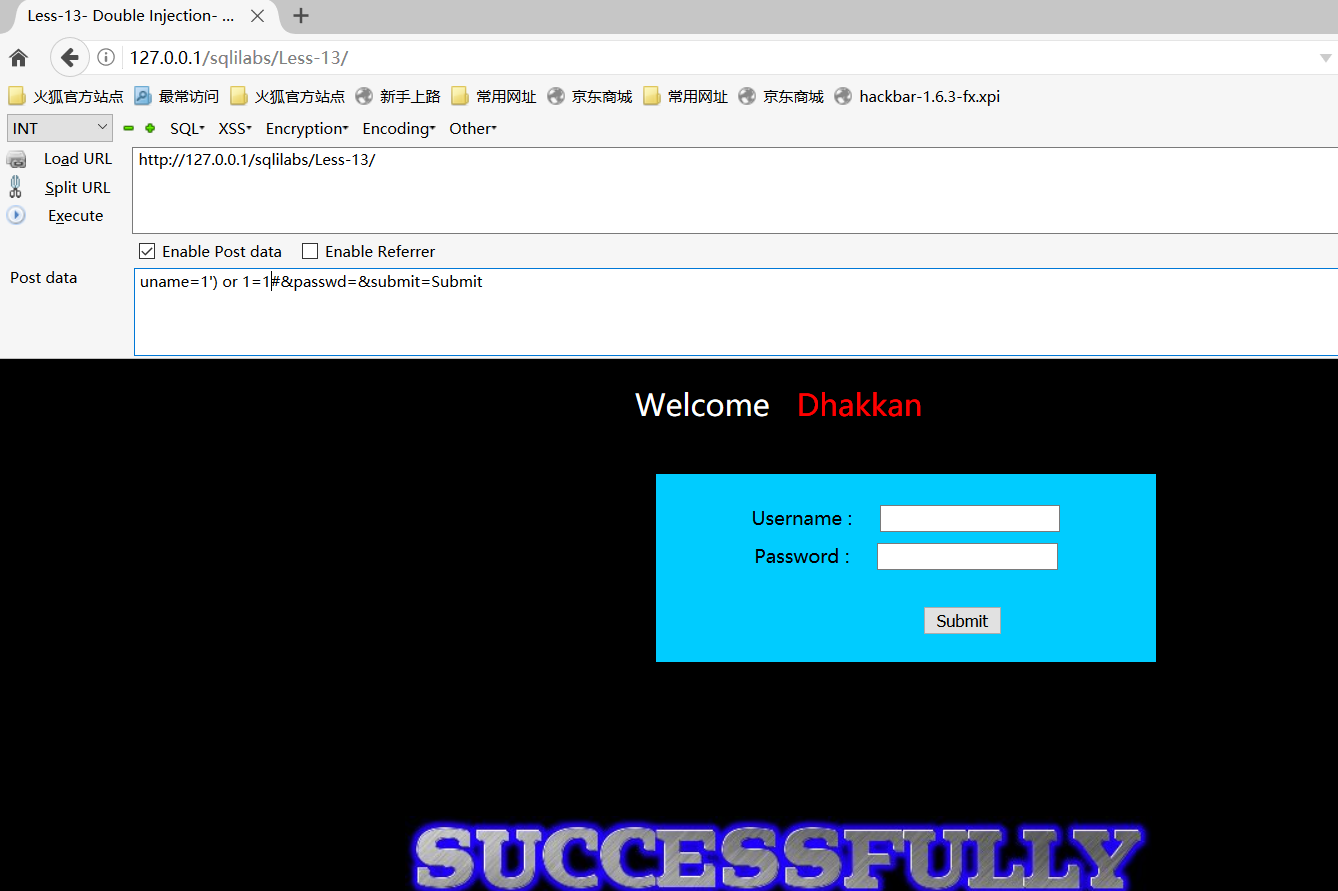 Less-13- Double Injection- ...
127.0.0.1/sqlilabs/Less-13/
火狐官方站点 最常访问 火狐官方站点 新手上路 常用网址 京东商城 常用网址 京东商城 hackbar-1.6.3-fx.xpi
INT SQL XSS Encryption Encoding Other
Load URL http://127.0.0.1/sqlilabs/Less-13/
Split URL
Execute
Enable Post data Enable Referrer
Post data uname=1') or 1=1#&passwd=&submit=Submit
Welcome Dhakkan
Username :
Password :
Submit
SUCCESSFULLY